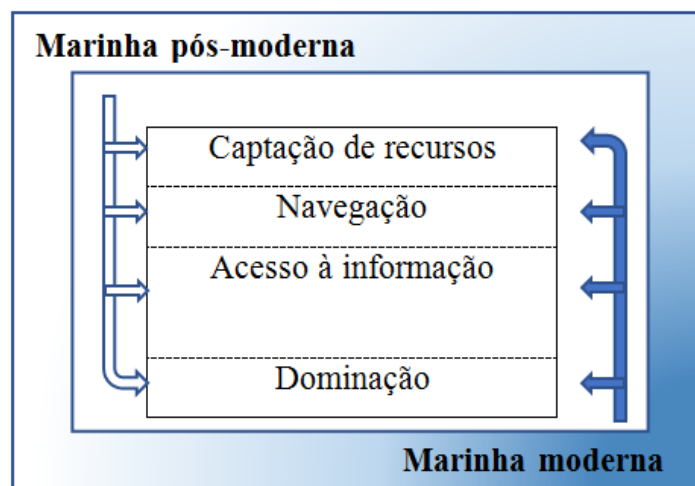 Marinha pós-moderna
Captação de recursos
Navegação
Acesso à informação
Dominação
Marinha moderna